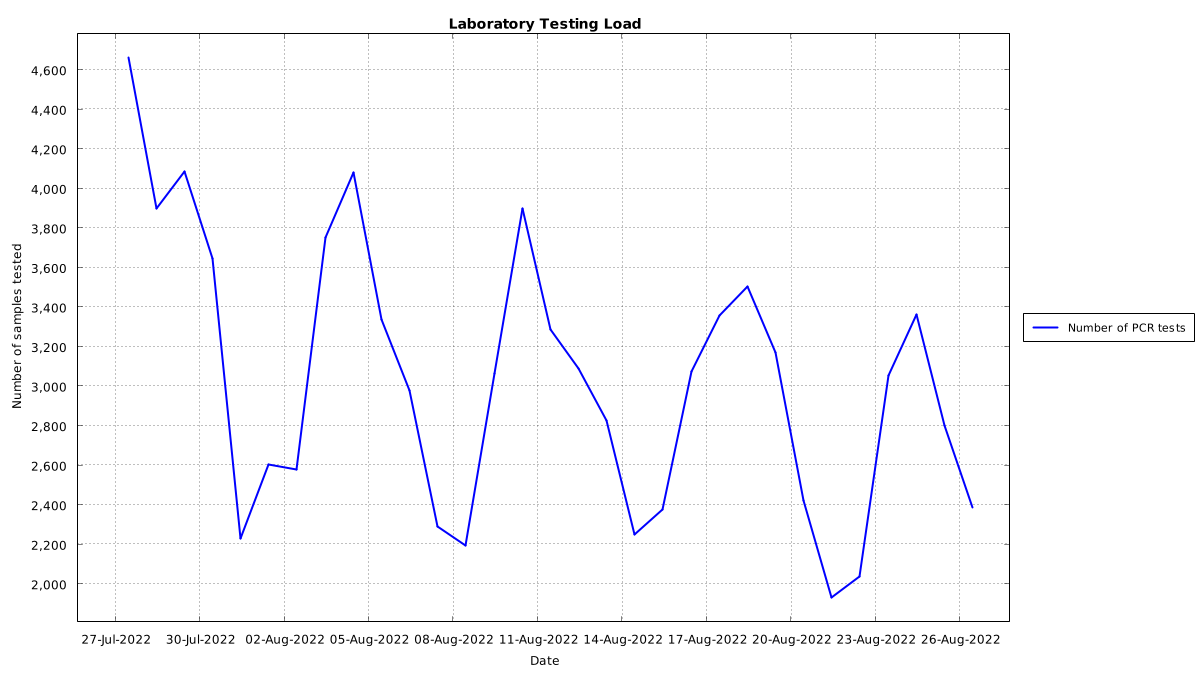 Laboratory Testing Load
4,600
4,400
4,200
4,000
3,800
3,600
3,400
3,200
3,000
2,800
2,600
2,400
2,200
2,000
Number of samples tested
27-Jul-2022 30-Jul-2022 02-Aug-2022 05-Aug-2022 08-Aug-2022 11-Aug-2022 14-Aug-2022 17-Aug-2022 20-Aug-2022 23-Aug-2022 26-Aug-2022
Date
Number of PCR tests